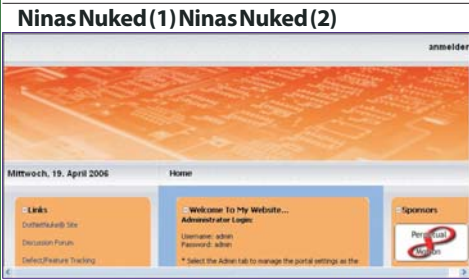 Ninas Nuked (1) Ninas Nuked (2)
anmelden
Mittwoch, 19. April 2006 Home
Links
DotNetNuke® Site
Discussion Forum
Defect/Feature Tracking
Welcome To My Website...
Administrator Login:
Username: admin
Password: admin
* Select the Admin tab to manage the portal settings as the
Sponsors
Perpetual
Motion